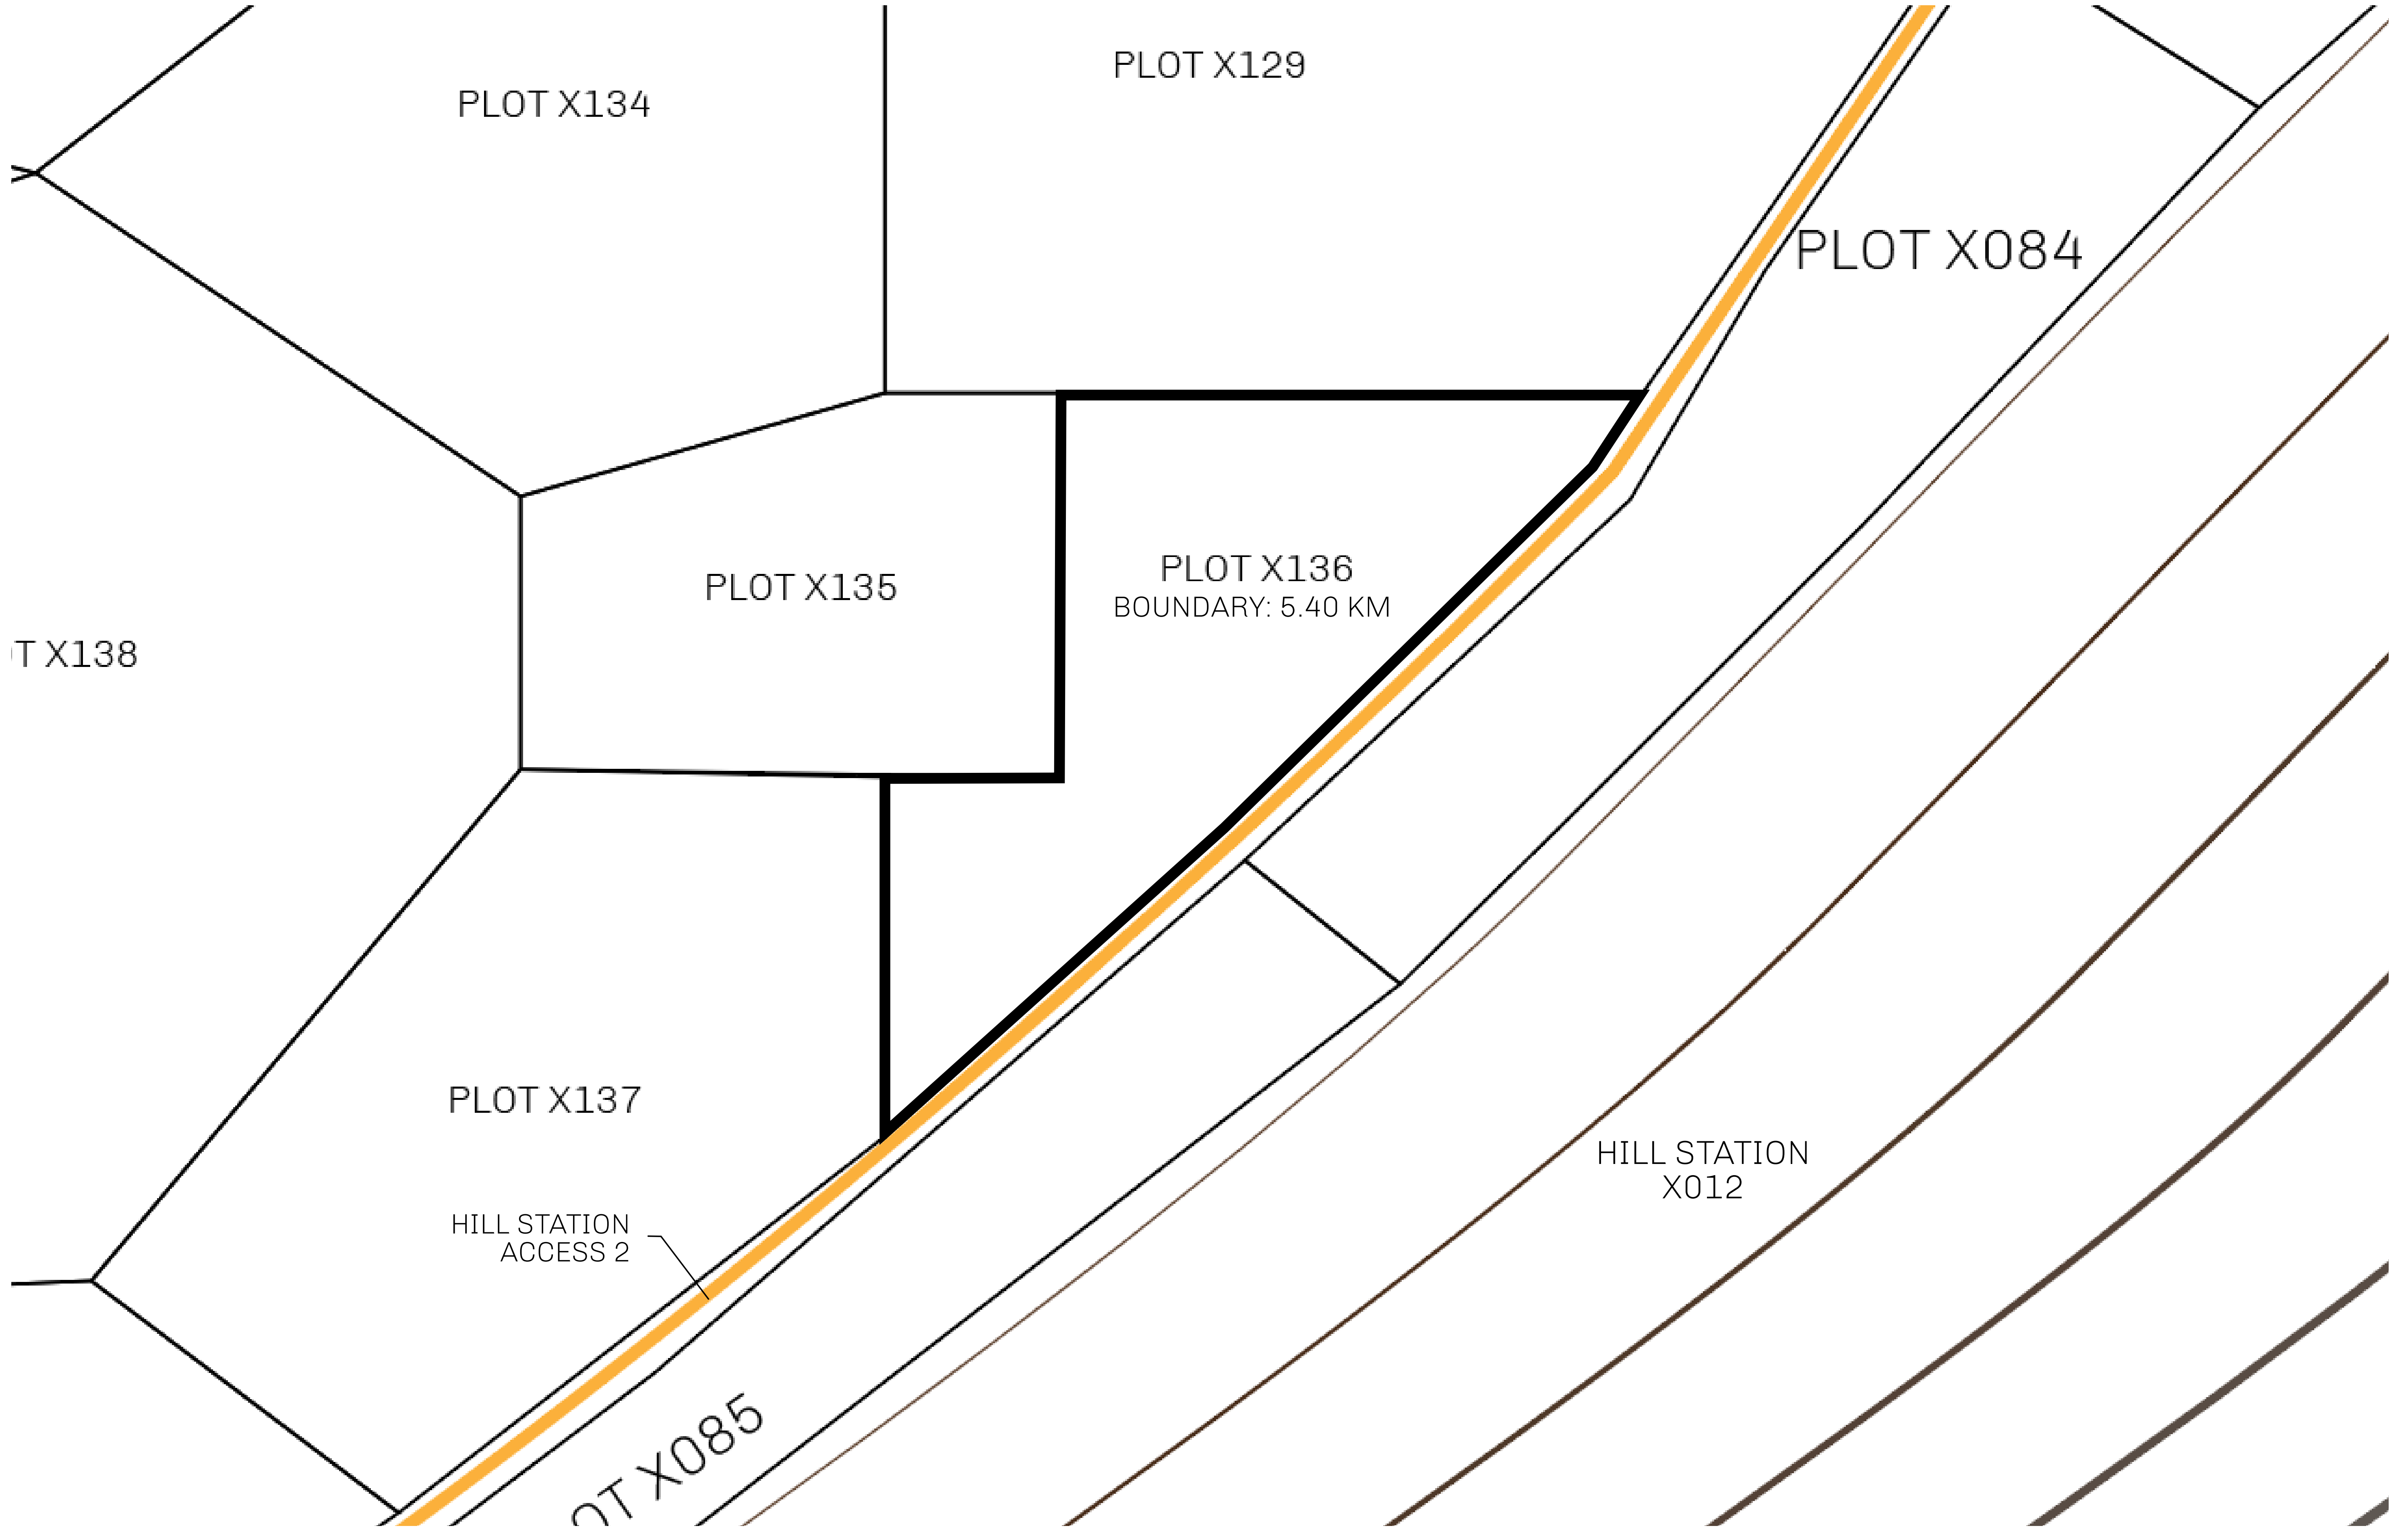 PLOT X129
PLOT X134
PLOT X084
PLOT X136
BOUNDARY: 5.40 KM
PLOT X135
X138
PLOT X137
HILL STATION
X012
HILL STATION
ACCESS 2
X085